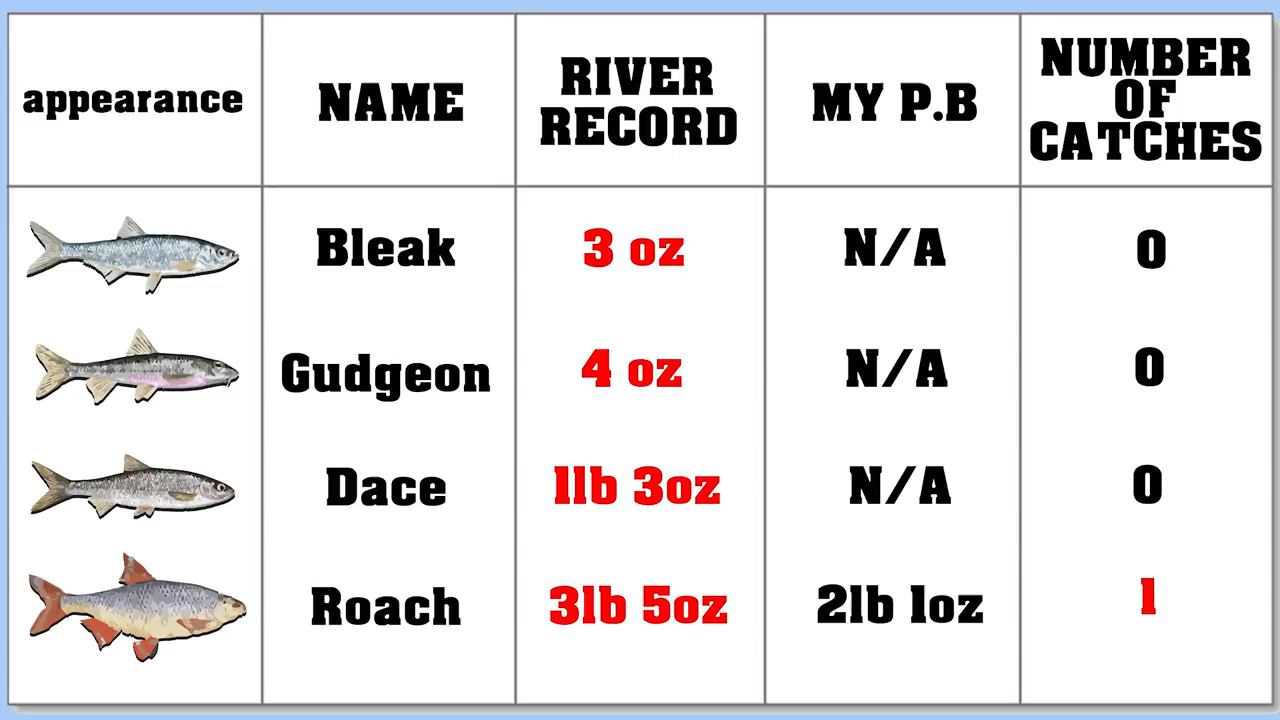 appearance
NAME
RIVER
RECORD
MY P.B
NUMBER
OF
CATCHES
Bleak
3 oz
N/A
0
Gudgeon
4 oz
N/A
0
Dace
1lb 3oz
N/A
0
Roach
3lb 5oz
2lb 1oz
1